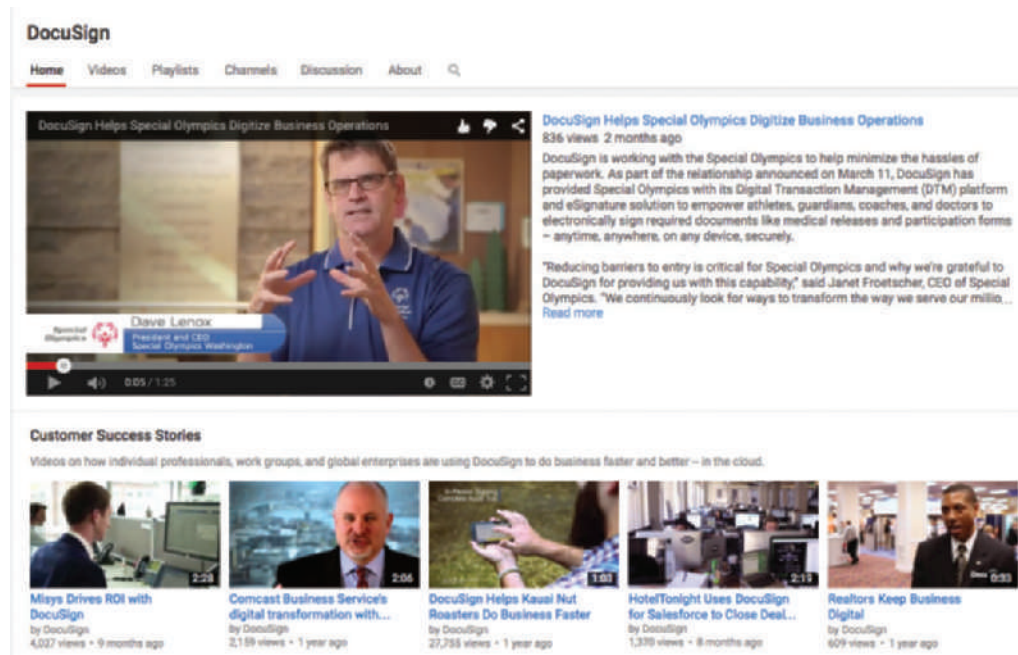 DocuSign
Home Videos Playlists Channels Discussion About
DocuSign Helps Special Olympics Digitize Business Operations
DocuSign Helps Special Olympics Digitize Business Operations
836 views 2 months ago
DocuSign is working with the Special Olympics to help minimize the hassles of
paperwork. As part of the relationship announced on March 11, DocuSign has
provided Special Olympics with its Digital Transaction Management (DTM) platform
and eSignature solution to empower athletes, guardians, coaches, and doctors to
electronically sign required documents like medical releases and participation forms
– anytime, anywhere, on any device, securely.
"Reducing barriers to entry is critical for Special Olympics and why we're grateful to
DocuSign for providing us with this capability," said Janet Froetscher, CEO of Special
Olympics. "We continuously look for ways to transform the way we serve our millio...
Read more
Special
Olympics
Dave Lenox
President and CEO
Special Olympics Washington
0:05 / 1:25
Customer Success Stories
Videos on how individual professionals, work groups, and global enterprises are using DocuSign to do business faster and better – in the cloud.
2:28
Misys Drives ROI with
DocuSign
by DocuSign
4,027 views • 9 months ago
2:06
Comcast Business Service's
digital transformation with...
by DocuSign
2,159 views • 1 year ago
1:03
DocuSign Helps Kauai Nut
Roasters Do Business Faster
by DocuSign
27,755 views • 1 year ago
2:19
HotelTonight Uses DocuSign
for Salesforce to Close Deal...
by DocuSign
1,370 views • 8 months ago
0:33
Realtors Keep Business
Digital
by DocuSign
609 views • 1 year ago